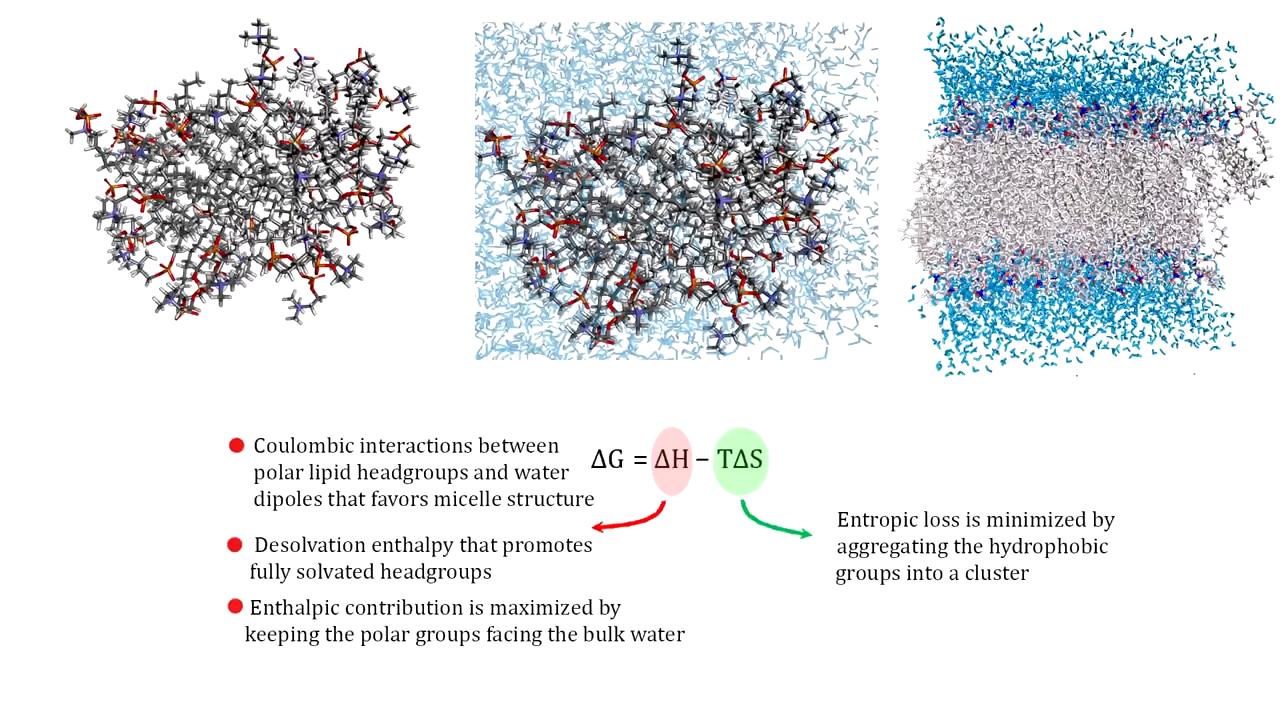 Coulombic interactions between
polar lipid headgroups and water
dipoles that favors micelle structure
Desolvation enthalpy that promotes
fully solvated headgroups
Enthalpic contribution is maximized by
keeping the polar groups facing the bulk water
ΔG = ΔH − TΔS
Entropic loss is minimized by
aggregating the hydrophobic
groups into a cluster